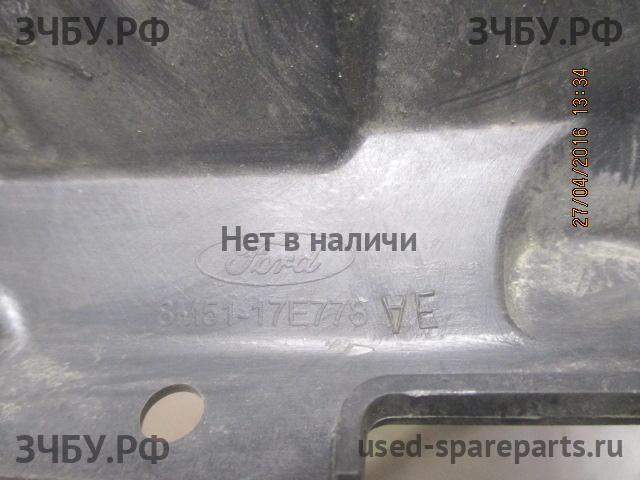 ЗЧБУ.РФ ЗЧБУ.РФ
27/04/2016 13:34
Нет в наличи
Ford
8M51-17E778 AE
ЗЧБУ.РФ used-spareparts.ru